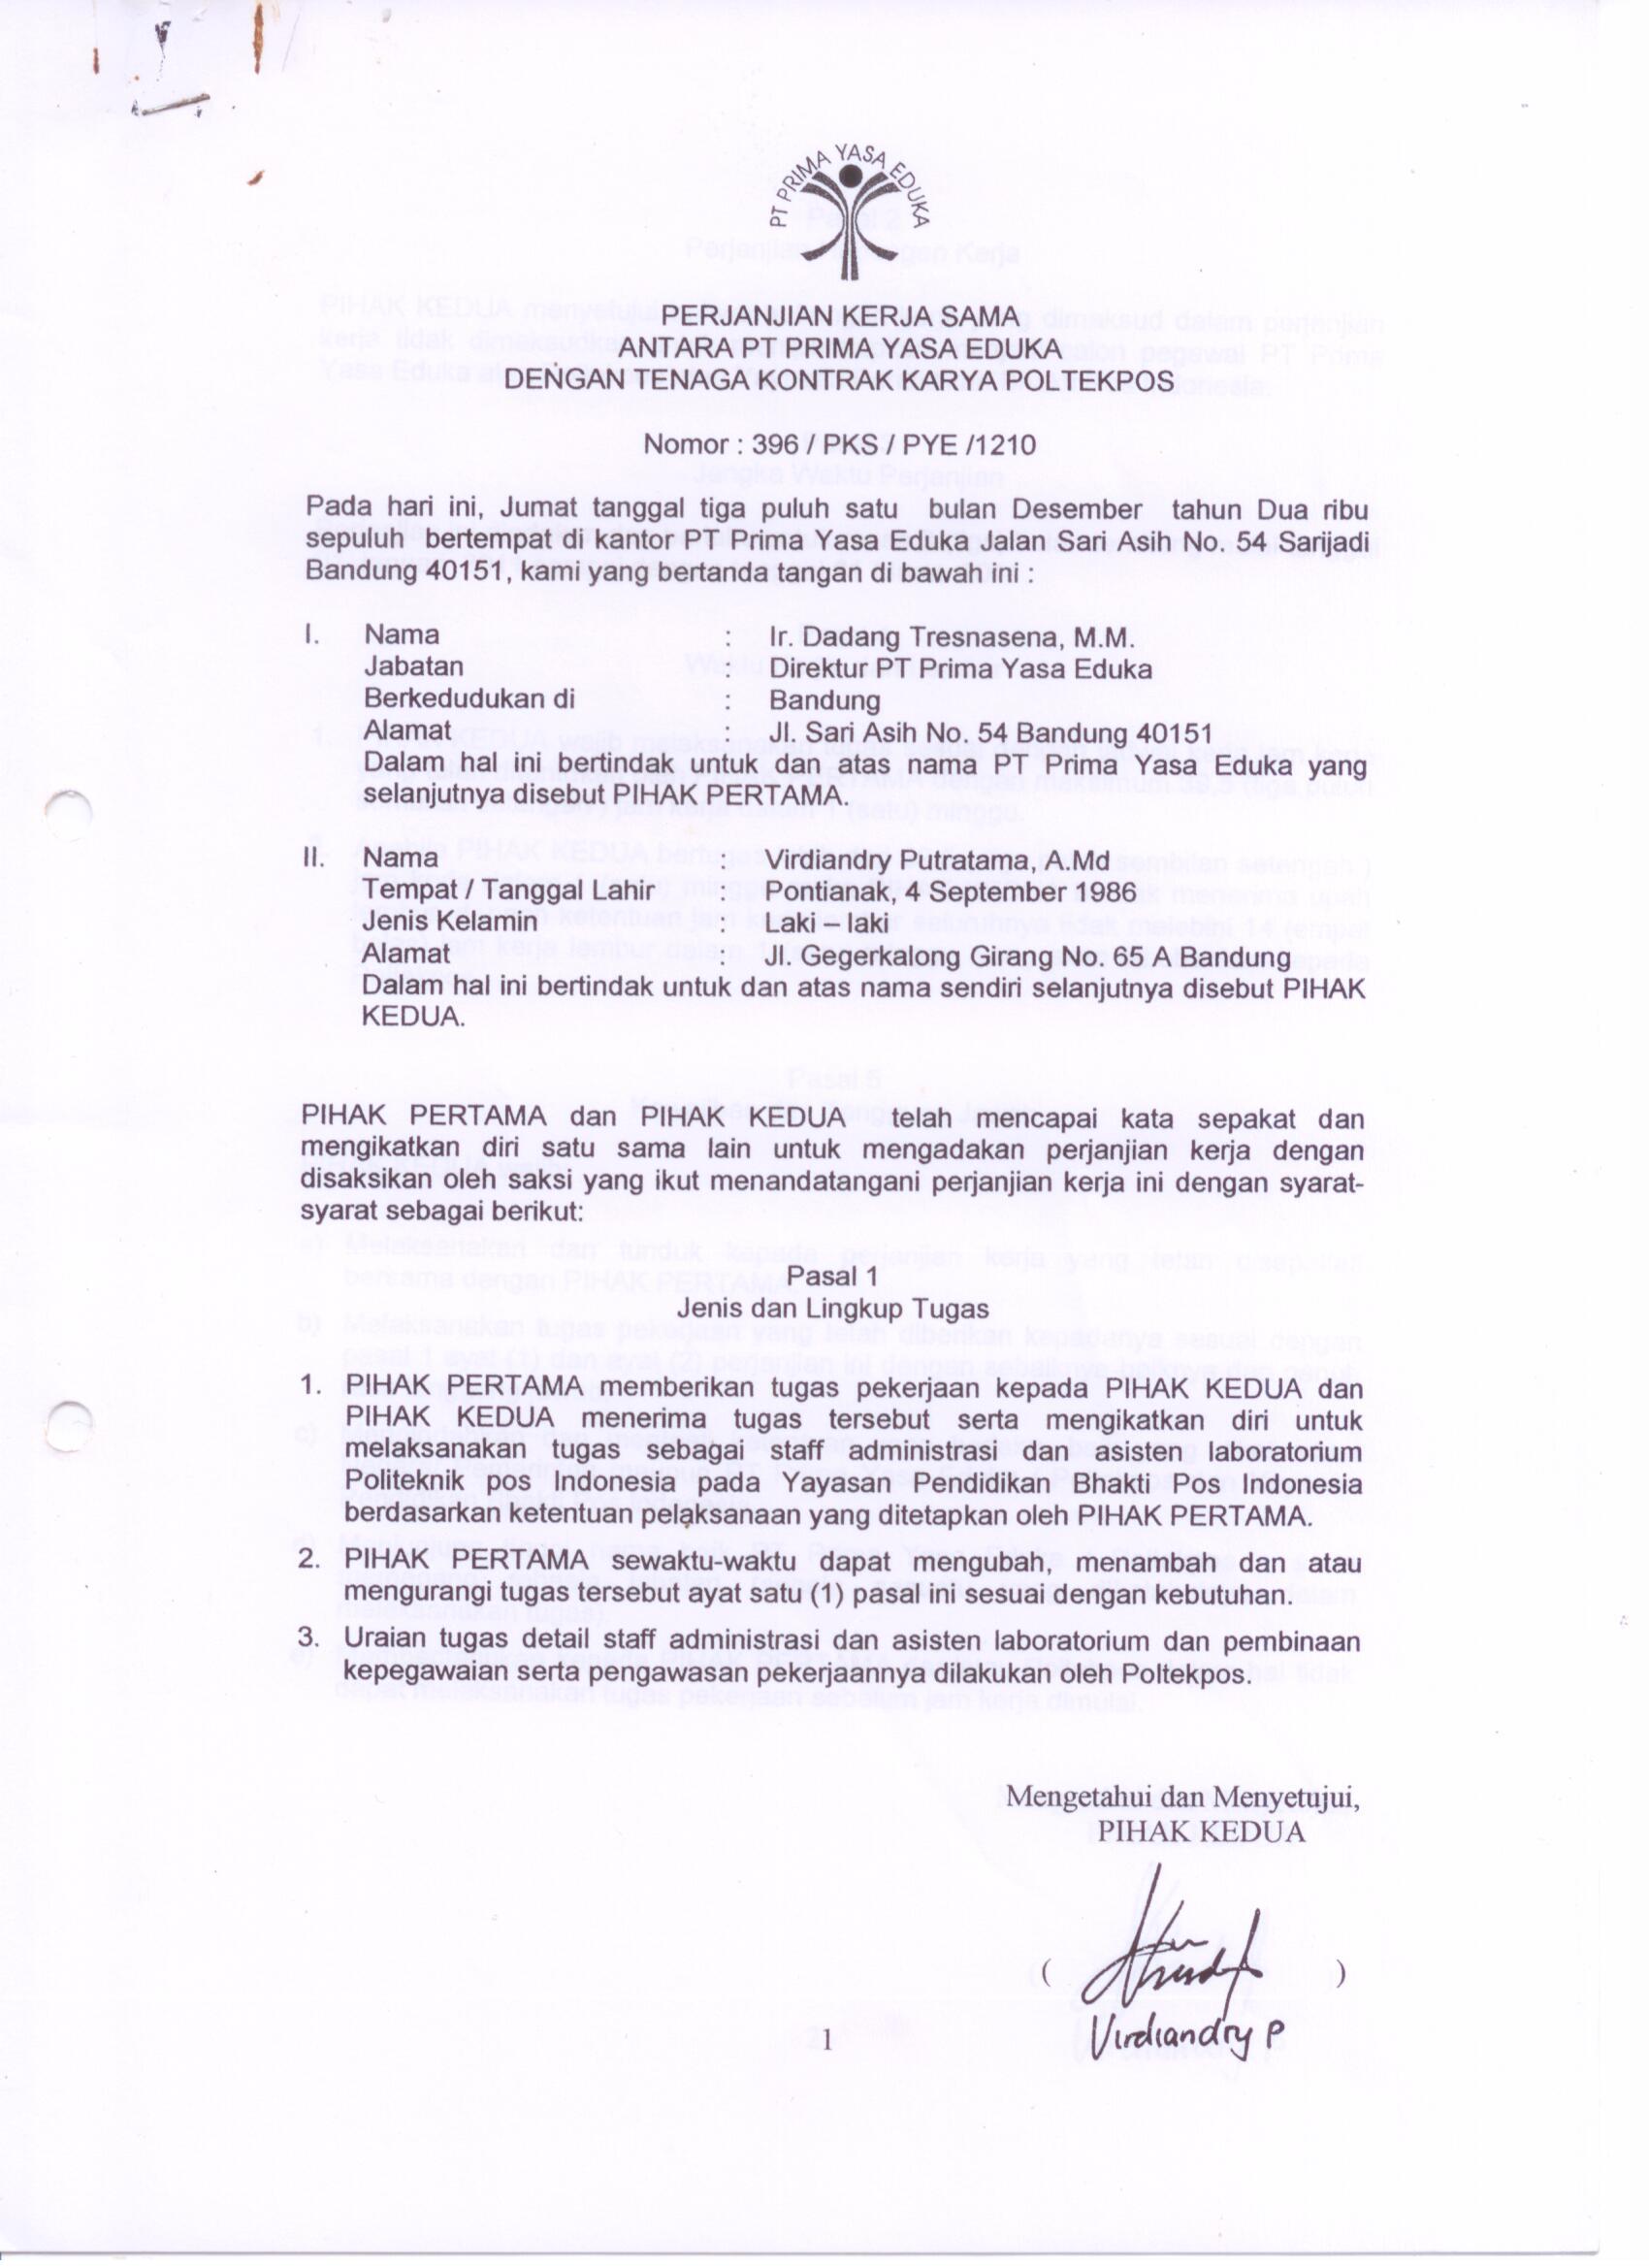 PT PRIMA YASA EDUKA
PERJANJIAN KERJA SAMA
ANTARA PT PRIMA YASA EDUKA
DENGAN TENAGA KONTRAK KARYA POLTEKPOS
Nomor : 396 / PKS / PYE /1210
Pada hari ini, Jumat tanggal tiga puluh satu bulan Desember tahun Dua ribu
sepuluh bertempat di kantor PT Prima Yasa Eduka Jalan Sari Asih No. 54 Sarijadi
Bandung 40151, kami yang bertanda tangan di bawah ini :
I. Nama : Ir. Dadang Tresnasena, M.M.
Jabatan : Direktur PT Prima Yasa Eduka
Berkedudukan di : Bandung
Alamat : Jl. Sari Asih No. 54 Bandung 40151
Dalam hal ini bertindak untuk dan atas nama PT Prima Yasa Eduka yang
selanjutnya disebut PIHAK PERTAMA.
II. Nama : Virdiandry Putratama, A.Md
Tempat / Tanggal Lahir : Pontianak, 4 September 1986
Jenis Kelamin : Laki – laki
Alamat : Jl. Gegerkalong Girang No. 65 A Bandung
Dalam hal ini bertindak untuk dan atas nama sendiri selanjutnya disebut PIHAK
KEDUA.
PIHAK PERTAMA dan PIHAK KEDUA telah mencapai kata sepakat dan
mengikatkan diri satu sama lain untuk mengadakan perjanjian kerja dengan
disaksikan oleh saksi yang ikut menandatangani perjanjian kerja ini dengan syarat-
syarat sebagai berikut:
Pasal 1
Jenis dan Lingkup Tugas
1. PIHAK PERTAMA memberikan tugas pekerjaan kepada PIHAK KEDUA dan
PIHAK KEDUA menerima tugas tersebut serta mengikatkan diri untuk
melaksanakan tugas sebagai staff administrasi dan asisten laboratorium
Politeknik pos Indonesia pada Yayasan Pendidikan Bhakti Pos Indonesia
berdasarkan ketentuan pelaksanaan yang ditetapkan oleh PIHAK PERTAMA.
2. PIHAK PERTAMA sewaktu-waktu dapat mengubah, menambage dan atau
mengurangi tugas tersebut ayat satu (1) pasal ini sesuai dengan kebutuhan.
3. Uraian tugas detail staff administrasi dan asisten laboratorium dan pembinaan
kepegawaian serta pengawasan pekerjaannya dilakukan oleh Poltekpos.
Mengetahui dan Menyetujui,
PIHAK KEDUA
( )
Virdiandry P
1